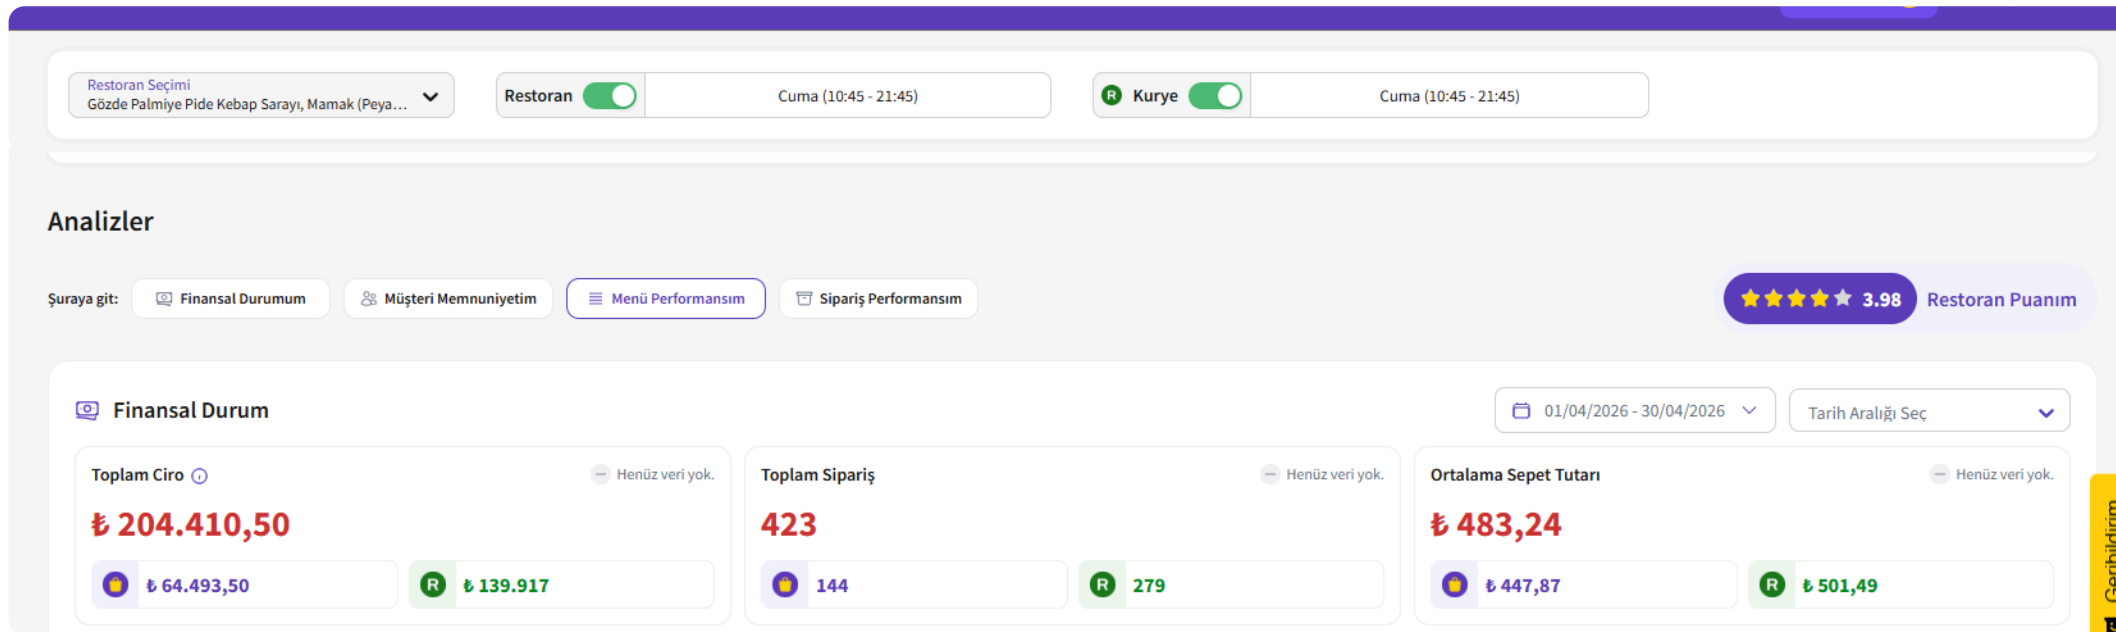 Restoran Seçimi
Gözde Palmiye Pide Kebap Sarayı, Mamak (Peya...
Restoran
Cuma (10:45 - 21:45)
R Kurye
Cuma (10:45 - 21:45)
Analizler
Şuraya git:
Finansal Durumum
Müşteri Memnuniyetim
Menü Performansım
Sipariş Performansım
3.98
Restoran Puanım
Finansal Durum
01/04/2026 - 30/04/2026
Tarih Aralığı Seç
Toplam Ciro
Henüz veri yok.
₺ 204.410,50
₺ 64.493,50
R ₺ 139.917
Toplam Sipariş
Henüz veri yok.
423
144
R 279
Ortalama Sepet Tutarı
Henüz veri yok.
₺ 483,24
₺ 447,87
R ₺ 501,49
Geribildirim